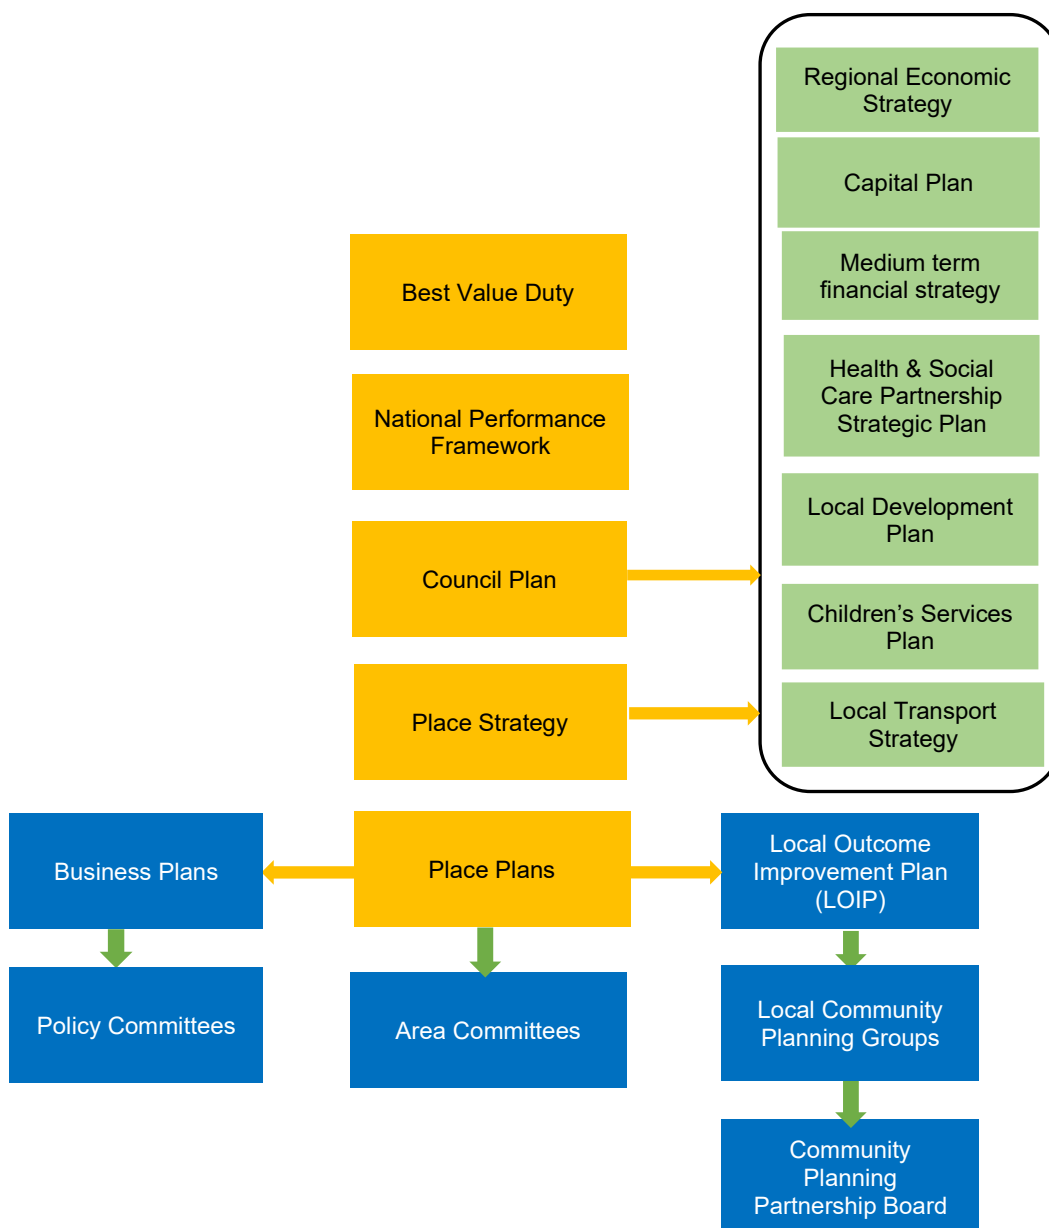 Regional Economic
Strategy
Capital Plan
Medium term
financial strategy
Health & Social
Care Partnership
Strategic Plan
Local Development
Plan
Children’s Services
Plan
Local Transport
Strategy
Best Value Duty
National Performance
Framework
Council Plan
Place Strategy
Place Plans
Business Plans
Policy Committees
Area Committees
Local Outcome
Improvement Plan
(LOIP)
Local Community
Planning Groups
Community
Planning
Partnership Board